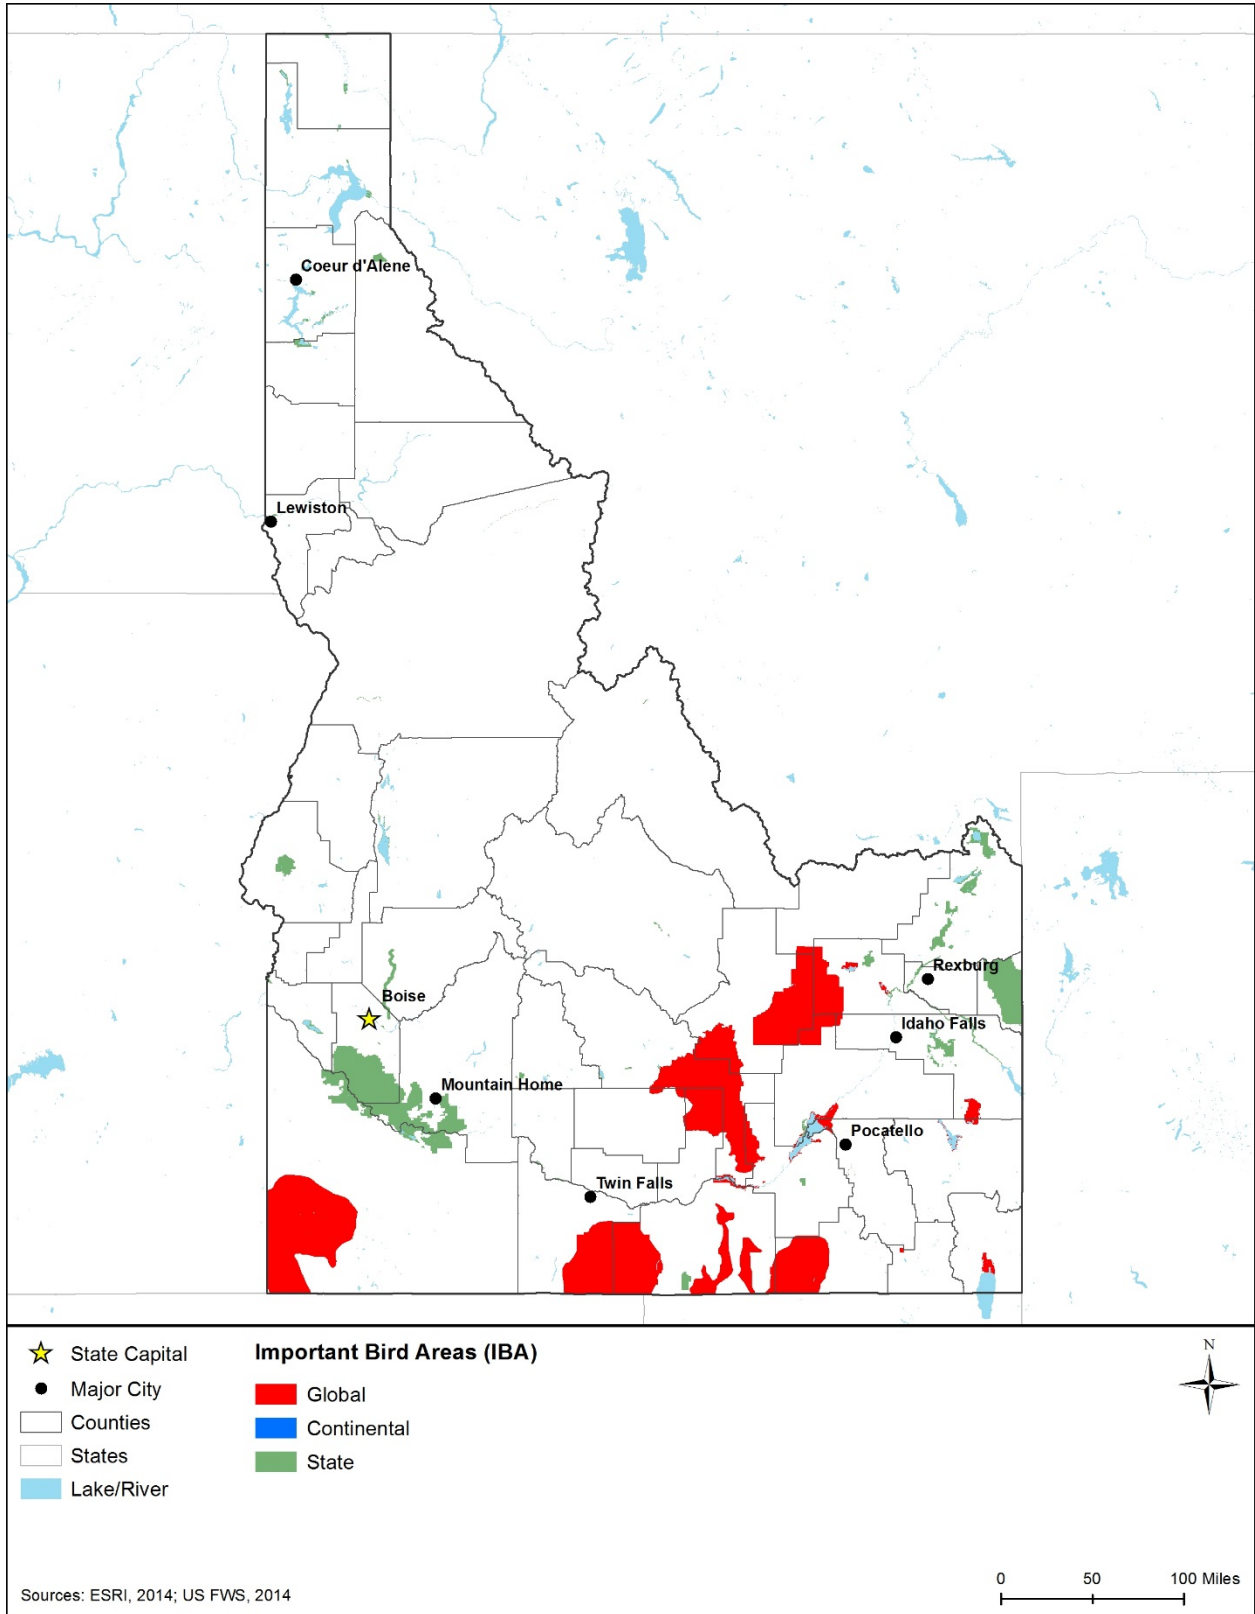 Coeur d'Alene
Lewiston
Boise
Mountain Home
Twin Falls
Rexburg
Idaho Falls
Pocatello
State Capital
Major City
Counties
States
Lake/River
Important Bird Areas (IBA)
Global
Continental
State
N
Sources: ESRI, 2014; US FWS, 2014
0 50 100 Miles